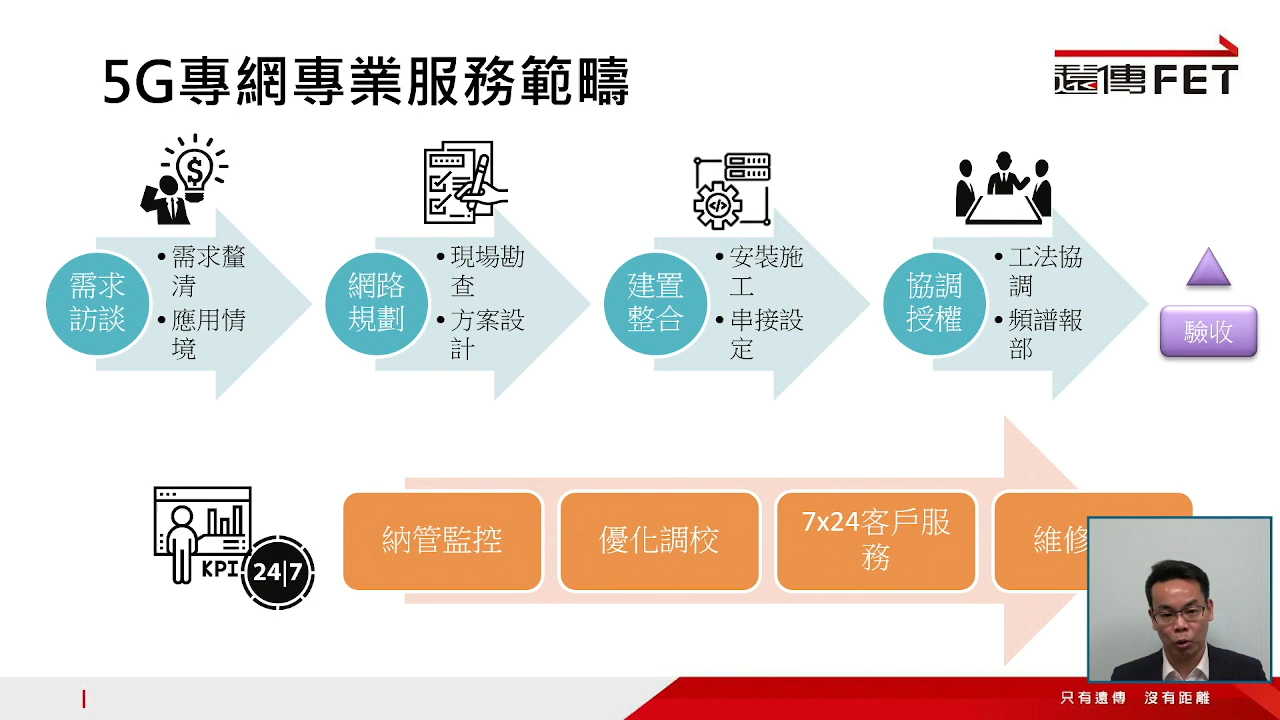 5G專網專業服務範疇
遠傳FET
$
需求
訪談
•需求釐
清
•應用情
境
網路
規劃
•現場勘
查
•方案設
計
</>
建置
整合
•安裝施
工
•串接設
定
協調
授權
•工法協
調
•頻譜報
部
驗收
KPI
24|7
納管監控
優化調校
7x24客戶服
務
維修
只有遠傳 沒有距離